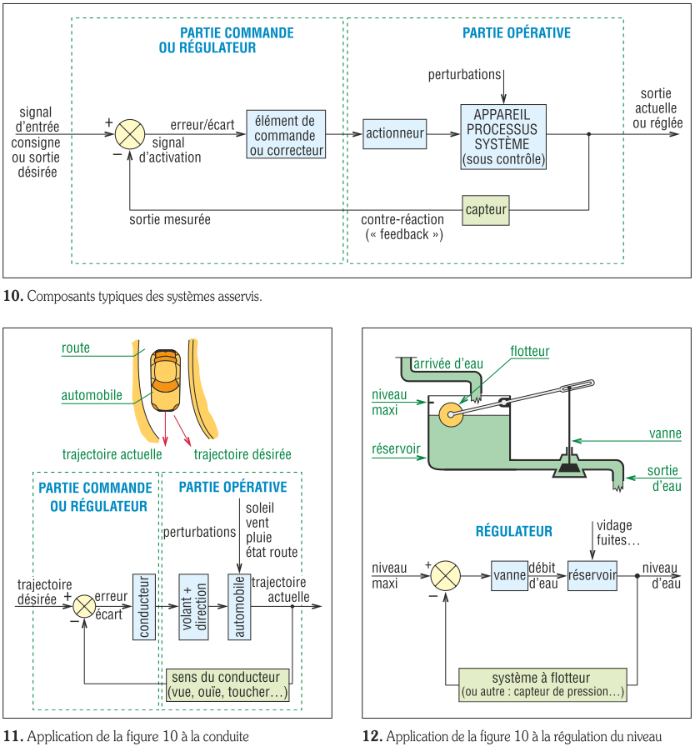 PARTIE COMMANDE
OU RÉGULATEUR
PARTIE OPÉRATIVE
signal
d'entrée
consigne
ou sortie
désirée
+
−
erreur/écart
signal
d'activation
élément de
commande
ou correcteur
actionneur
perturbations
APPAREIL
PROCESSUS
SYSTÈME
(sous contrôle)
sortie
actuelle
ou réglée
capteur
sortie mesurée
contre-réaction
(« feedback »)
10. Composants typiques des systèmes asservis.
route
automobile
trajectoire actuelle
trajectoire désirée
PARTIE COMMANDE
OU RÉGULATEUR
PARTIE OPÉRATIVE
soleil
vent
pluie
état route
perturbations
trajectoire
désirée
+
−
erreur
écart
conducteur
volant +
direction
automobile
trajectoire
actuelle
sens du conducteur
(vue, ouïe, toucher...)
11. Application de la figure 10 à la conduite
arrivée d'eau
flotteur
niveau
maxi
réservoir
vanne
sortie
d'eau
RÉGULATEUR
vidage
fuites...
niveau
maxi
+
−
vanne
débit
d'eau
réservoir
niveau
d'eau
système à flotteur
(ou autre : capteur de pression...)
12. Application de la figure 10 à la régulation du niveau